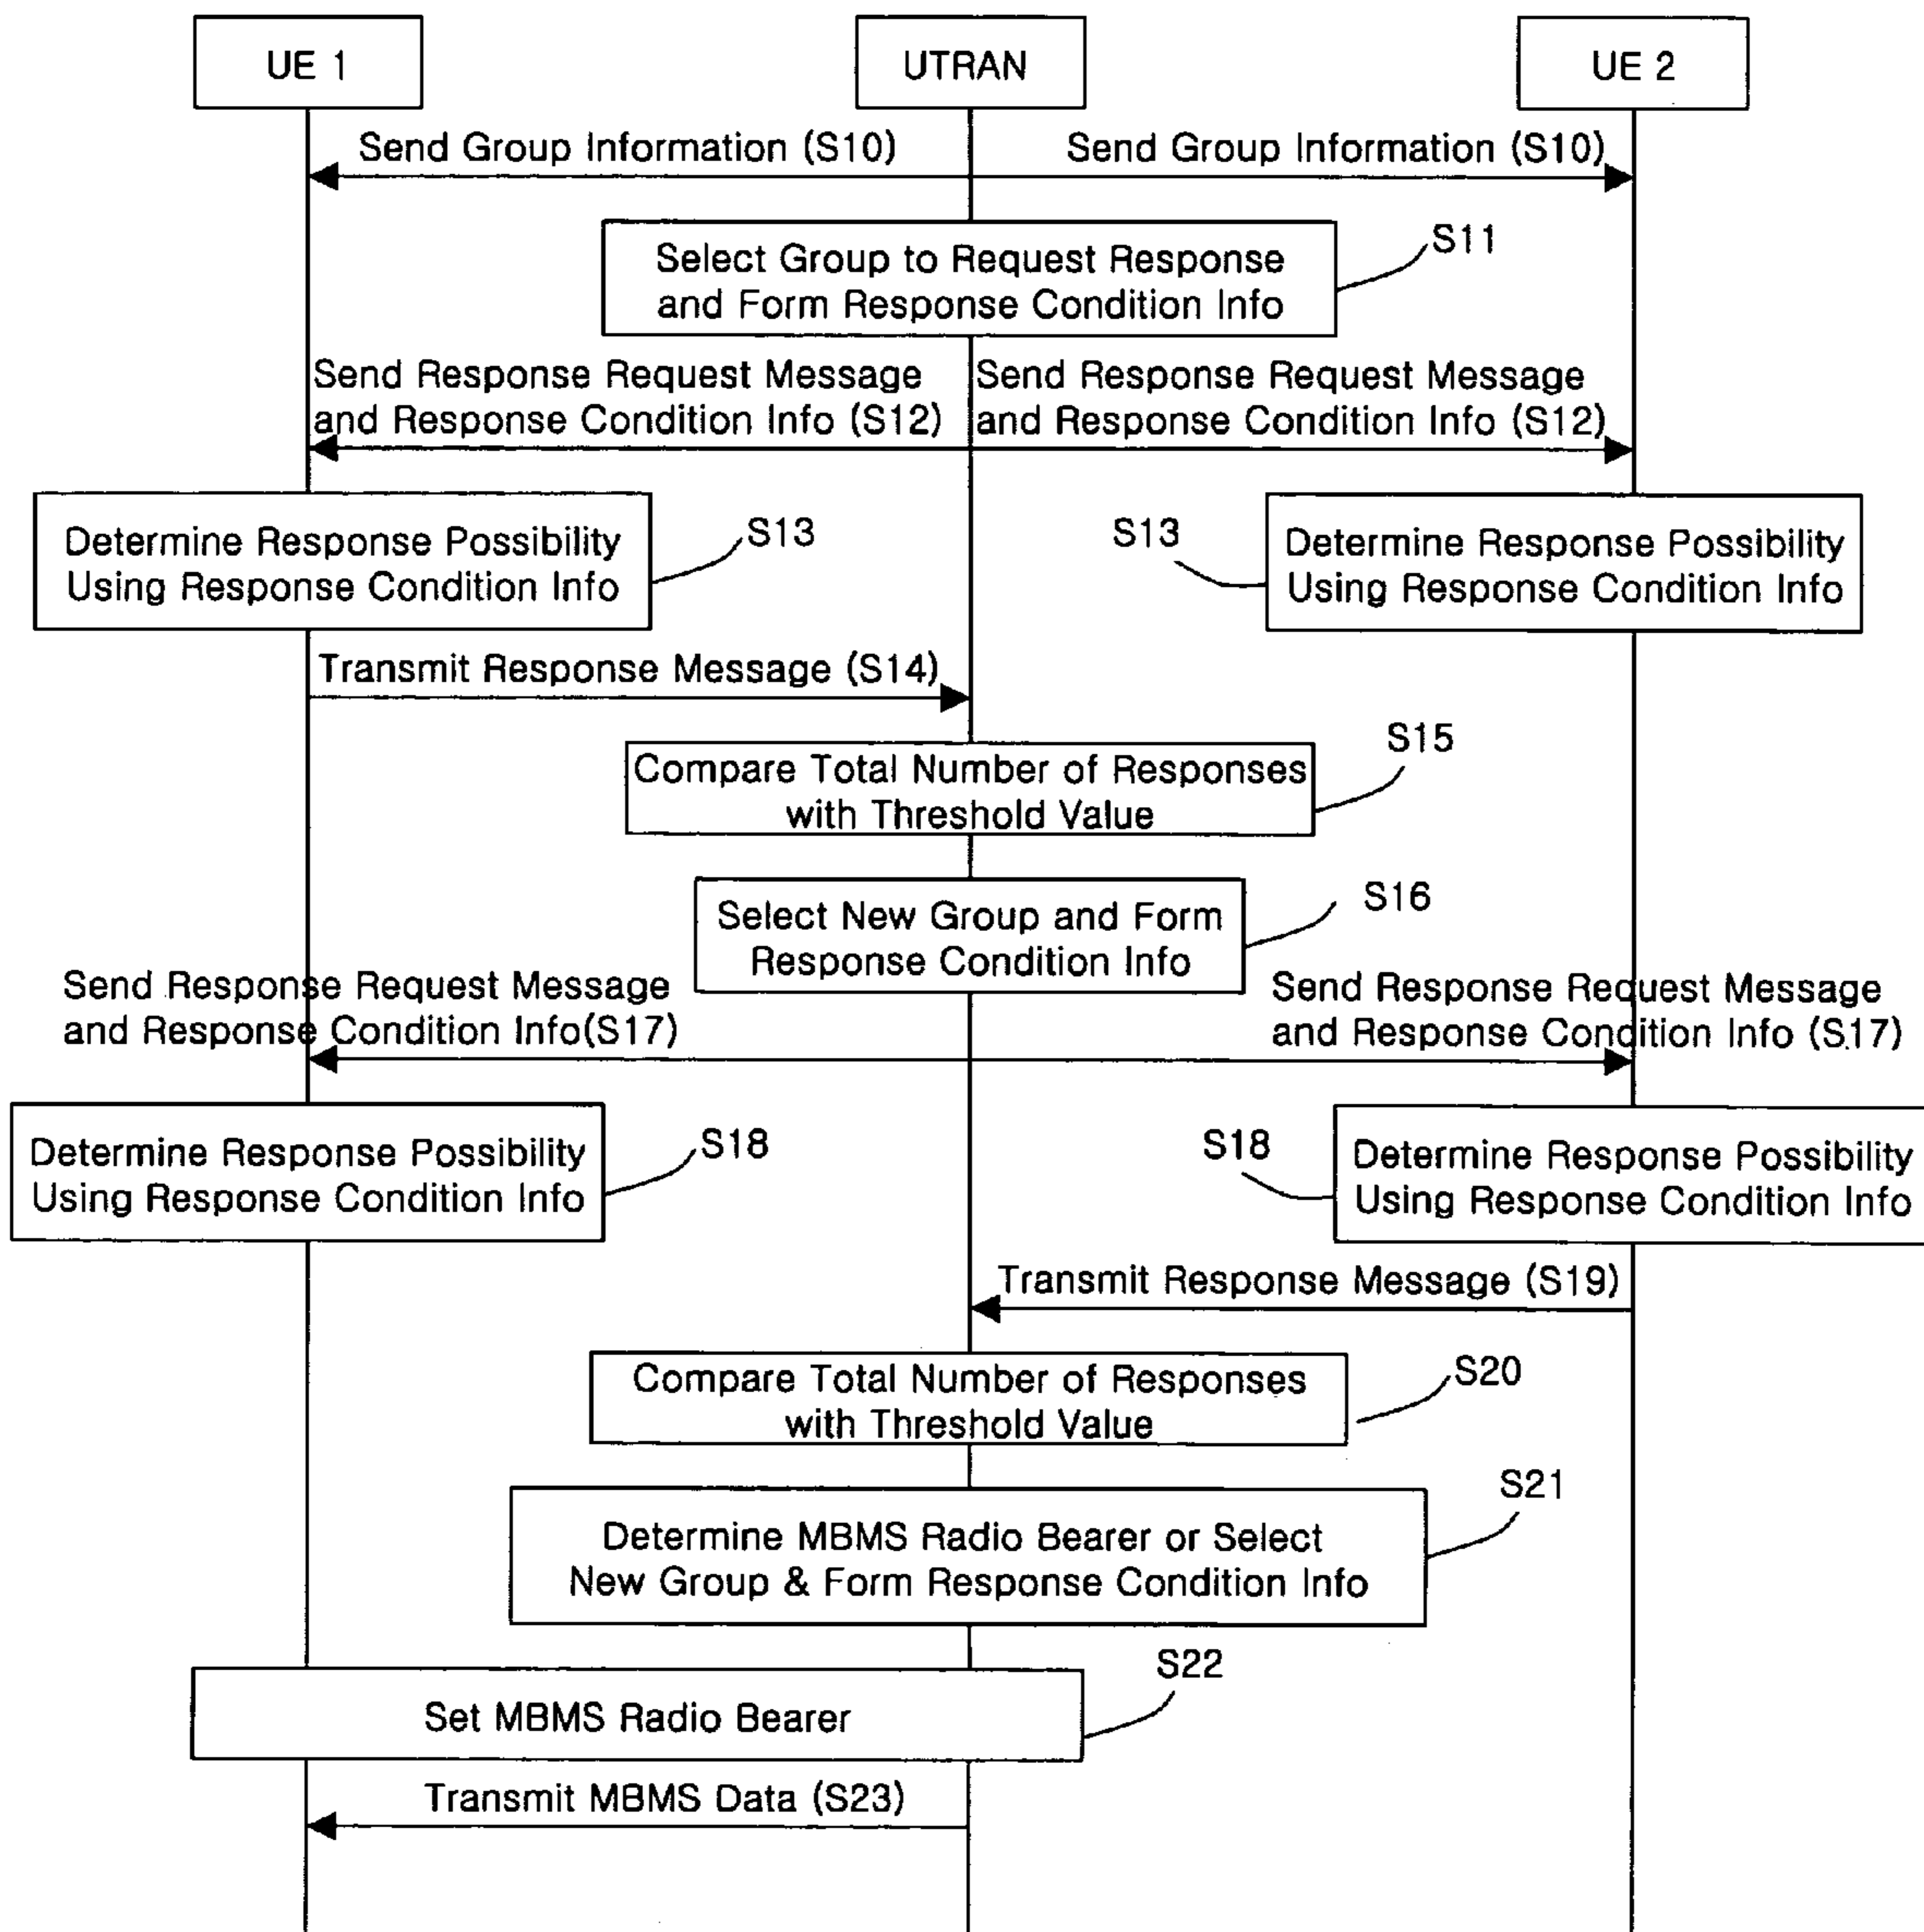 UE 1
UTRAN
UE 2
Send Group Information (S10)
Send Group Information (S10)
Select Group to Request Response
and Form Response Condition Info
S11
Send Response Request Message
and Response Condition Info (S12)
Send Response Request Message
and Response Condition Info (S12)
Determine Response Possibility
Using Response Condition Info
S13
S13
Determine Response Possibility
Using Response Condition Info
Transmit Response Message (S14)
Compare Total Number of Responses
with Threshold Value
S15
Select New Group and Form
Response Condition Info
S16
Send Response Request Message
and Response Condition Info(S17)
Send Response Request Message
and Response Condition Info (S17)
Determine Response Possibility
Using Response Condition Info
S18
S18
Determine Response Possibility
Using Response Condition Info
Transmit Response Message (S19)
Compare Total Number of Responses
with Threshold Value
S20
Determine MBMS Radio Bearer or Select
New Group & Form Response Condition Info
S21
Set MBMS Radio Bearer
S22
Transmit MBMS Data (S23)